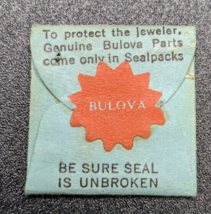 To protect the jeweler,
Genuine Bulova Parts
come only in Sealpacks
BULOVA
BE SURE SEAL
IS UNBROKEN